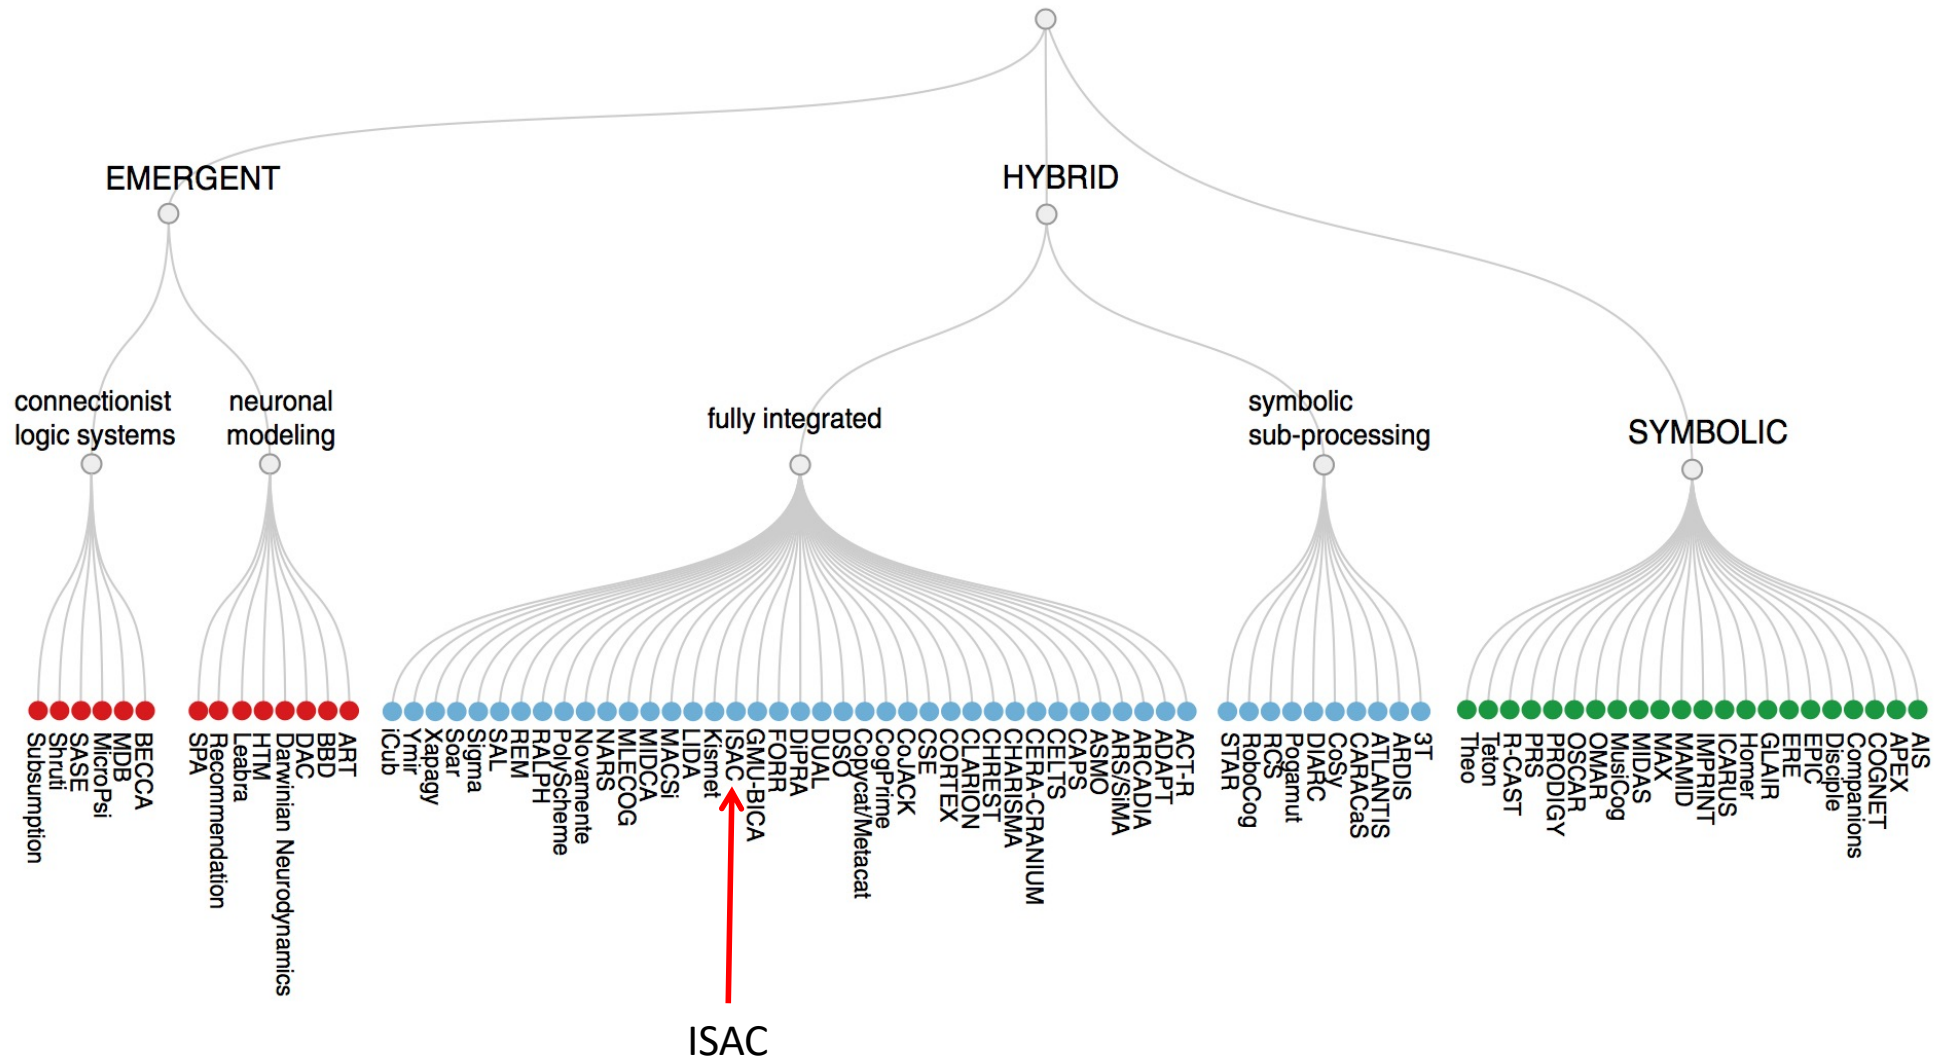 EMERGENT
HYBRID
connectionist
logic systems
neuronal
modeling
fully integrated
symbolic
sub-processing
SYMBOLIC
Subsumption
Shruti
SASE
MicroPsi
MDB
BECCA
SPA
Recommendation
Leabra
HTM
Darwinian Neurodynamics
DAC
BBD
ART
iCub
Ymir
Xapagy
Soar
Sigma
SAL
REM
RALPH
PolyScheme
Novamente
NARS
MLECOG
MIDCA
MACSi
LIDA
Kismet
ISAC
GMU-BICA
FORR
DiPRA
DUAL
DSO
Copycat/Metacat
CogPrime
CoJACK
CSE
CORTEX
CLARION
CHREST
CHARISMA
CERA-CRANIUM
CELTS
CAPS
ASMO
ARS/SiMA
ARCADIA
ADAPT
ACT-R
STAR
RoboCog
RCS
Pogamut
DIARC
CoSy
CARACaS
ATLANTIS
ARDIS
3T
Theo
Teton
R-CAST
PRS
PRODIGY
OSCAR
OMAR
MusiCog
MIDAS
MAX
MAMID
IMPRINT
ICARUS
Homer
GLAIR
ERE
EPIC
Disciple
Companions
COGNET
APEX
AIS
ISAC